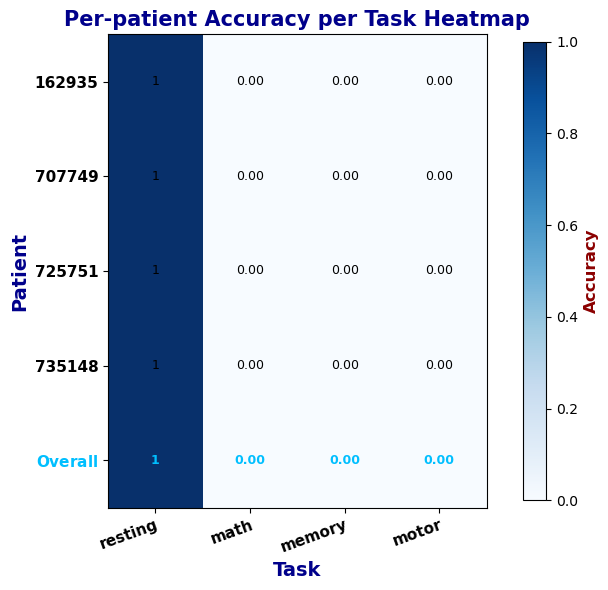 Per-patient Accuracy per Task Heatmap
1.0
162935 1 0.00 0.00 0.00
0.8
707749 1 0.00 0.00 0.00
0.6
Patient
Accuracy
725751 1 0.00 0.00 0.00
0.4
735148 1 0.00 0.00 0.00
0.2
Overall 1 0.00 0.00 0.00
0.0
resting math memory motor
Task